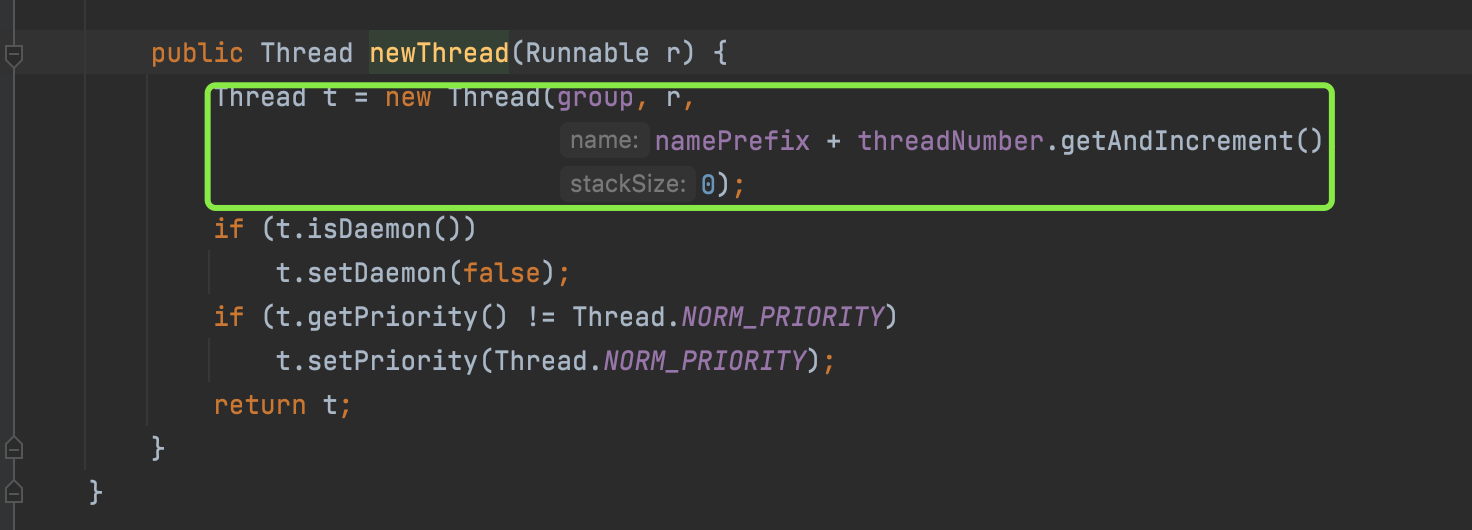 public Thread newThread(Runnable r) {
Thread t = new Thread(group, r,
name: namePrefix + threadNumber.getAndIncrement()
stackSize: 0);
if (t.isDaemon())
t.setDaemon(false);
if (t.getPriority() != Thread.NORM_PRIORITY)
t.setPriority(Thread.NORM_PRIORITY);
return t;
}
}